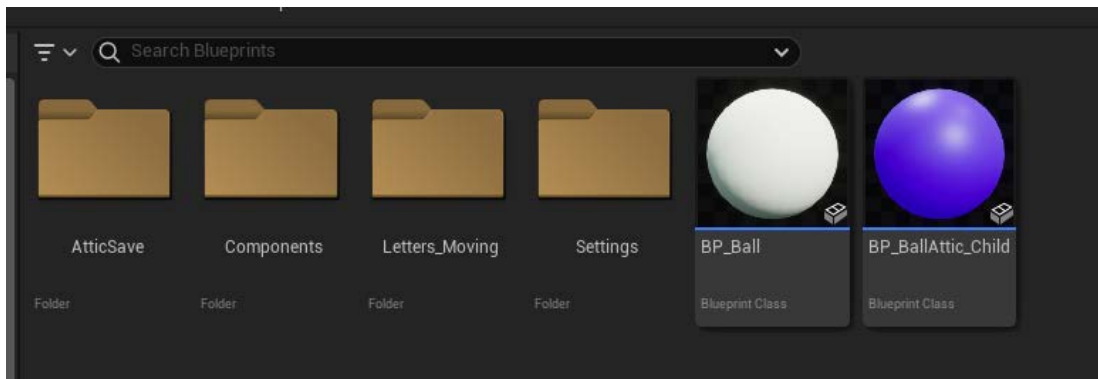 Search Blueprints
AtticSave
Components
Letters_Moving
Settings
BP_Ball
BP_BallAttic_Child
Folder
Folder
Folder
Folder
Blueprint Class
Blueprint Class